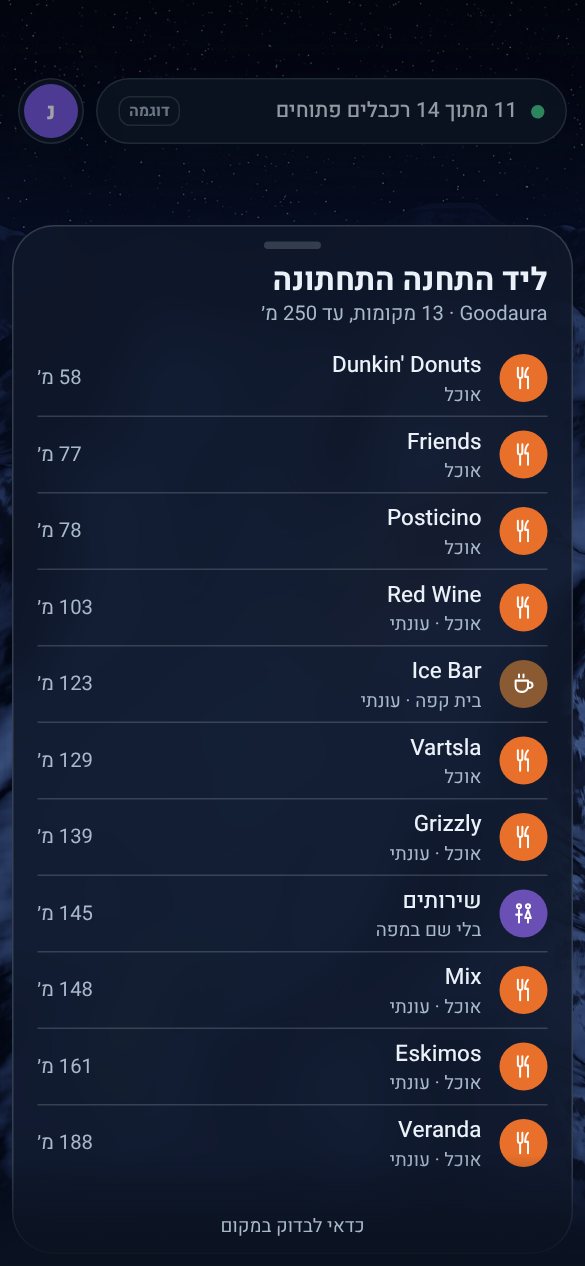 11 מתוך 14 רכבלים פתוחים
דוגמה
נ
ליד התחנה התחתונה
Goodaura · 13 מקומות, עד 250 מ׳
Dunkin' Donuts
אוכל
58 מ׳
Friends
אוכל
77 מ׳
Posticino
אוכל
78 מ׳
Red Wine
אוכל · עונתי
103 מ׳
Ice Bar
בית קפה · עונתי
123 מ׳
Vartsla
אוכל
129 מ׳
Grizzly
אוכל · עונתי
139 מ׳
שירותים
בלי שם במפה
145 מ׳
Mix
אוכל · עונתי
148 מ׳
Eskimos
אוכל · עונתי
161 מ׳
Veranda
אוכל · עונתי
188 מ׳
כדאי לבדוק במקום